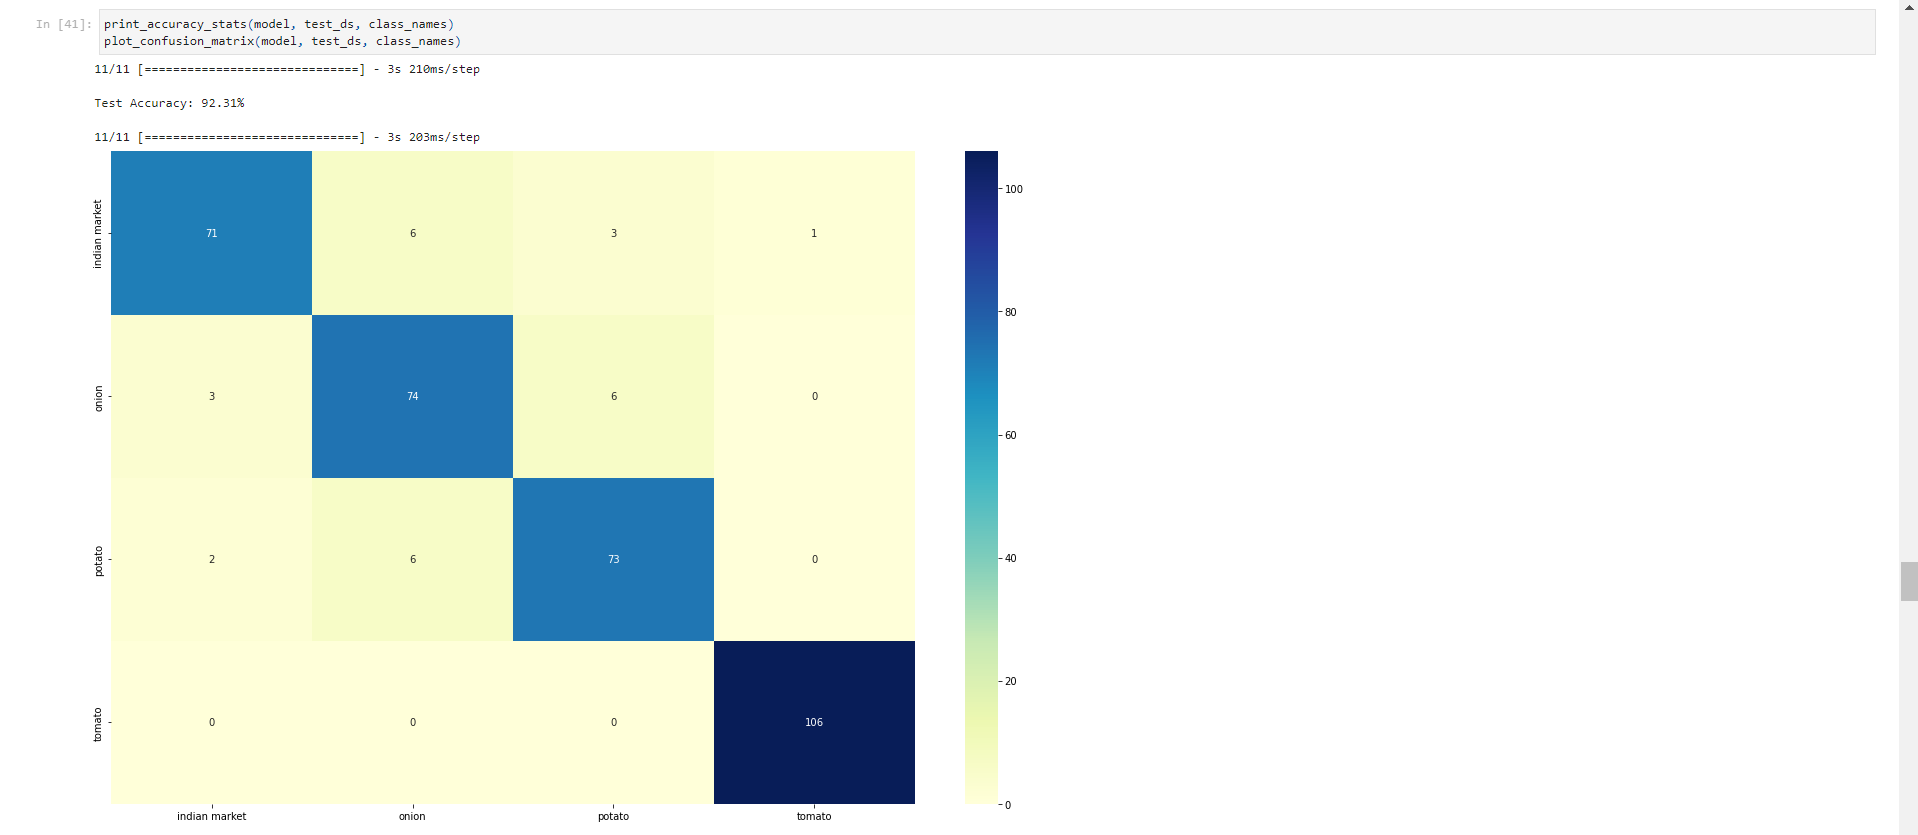 In [41]:
print_accuracy_stats(model, test_ds, class_names)
plot_confusion_matrix(model, test_ds, class_names)
11/11 [==============================] - 3s 210ms/step
Test Accuracy: 92.31%
11/11 [==============================] - 3s 203ms/step
indian market
71
6
3
1
onion
3
74
6
0
potato
2
6
73
0
tomato
0
0
0
106
indian market
onion
potato
tomato
100
80
60
40
20
0